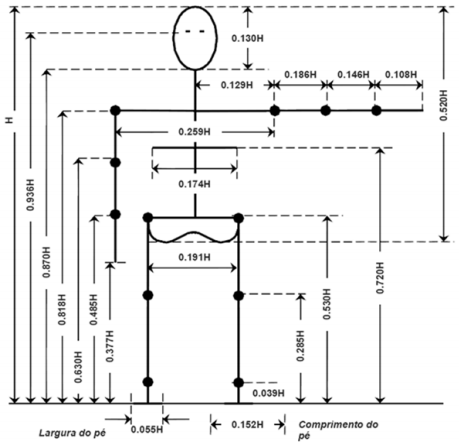 0.130H
0.129H
0.186H
0.146H
0.108H
0.520H
H
0.936H
0.870H
0.818H
0.259H
0.174H
0.630H
0.485H
0.377H
0.191H
0.720H
0.530H
0.285H
0.039H
Largura do pé
0.055H
0.152H
Comprimento do
pé